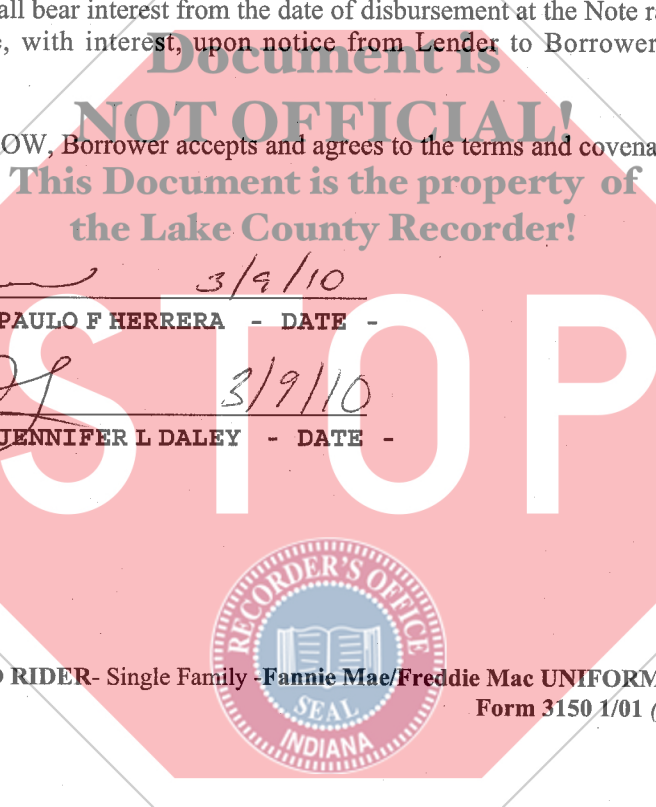 all bear interest from the date of disbursement at the Note ra
, with interest, upon notice from Lender to Borrower
Document is
NOT OFFICIAL!
OW, Borrower accepts and agrees to the terms and covena
This Document is the property of
the Lake County Recorder!
3/9/10
PAULO F HERRERA - DATE -
STOP
3/9/10
JENNIFER L DALEY - DATE -
RECORDER'S OFFICE
SEAL
INDIANA
RIDER- Single Family -Fannie Mae/Freddie Mac UNIFORM
Form 3150 1/01 (